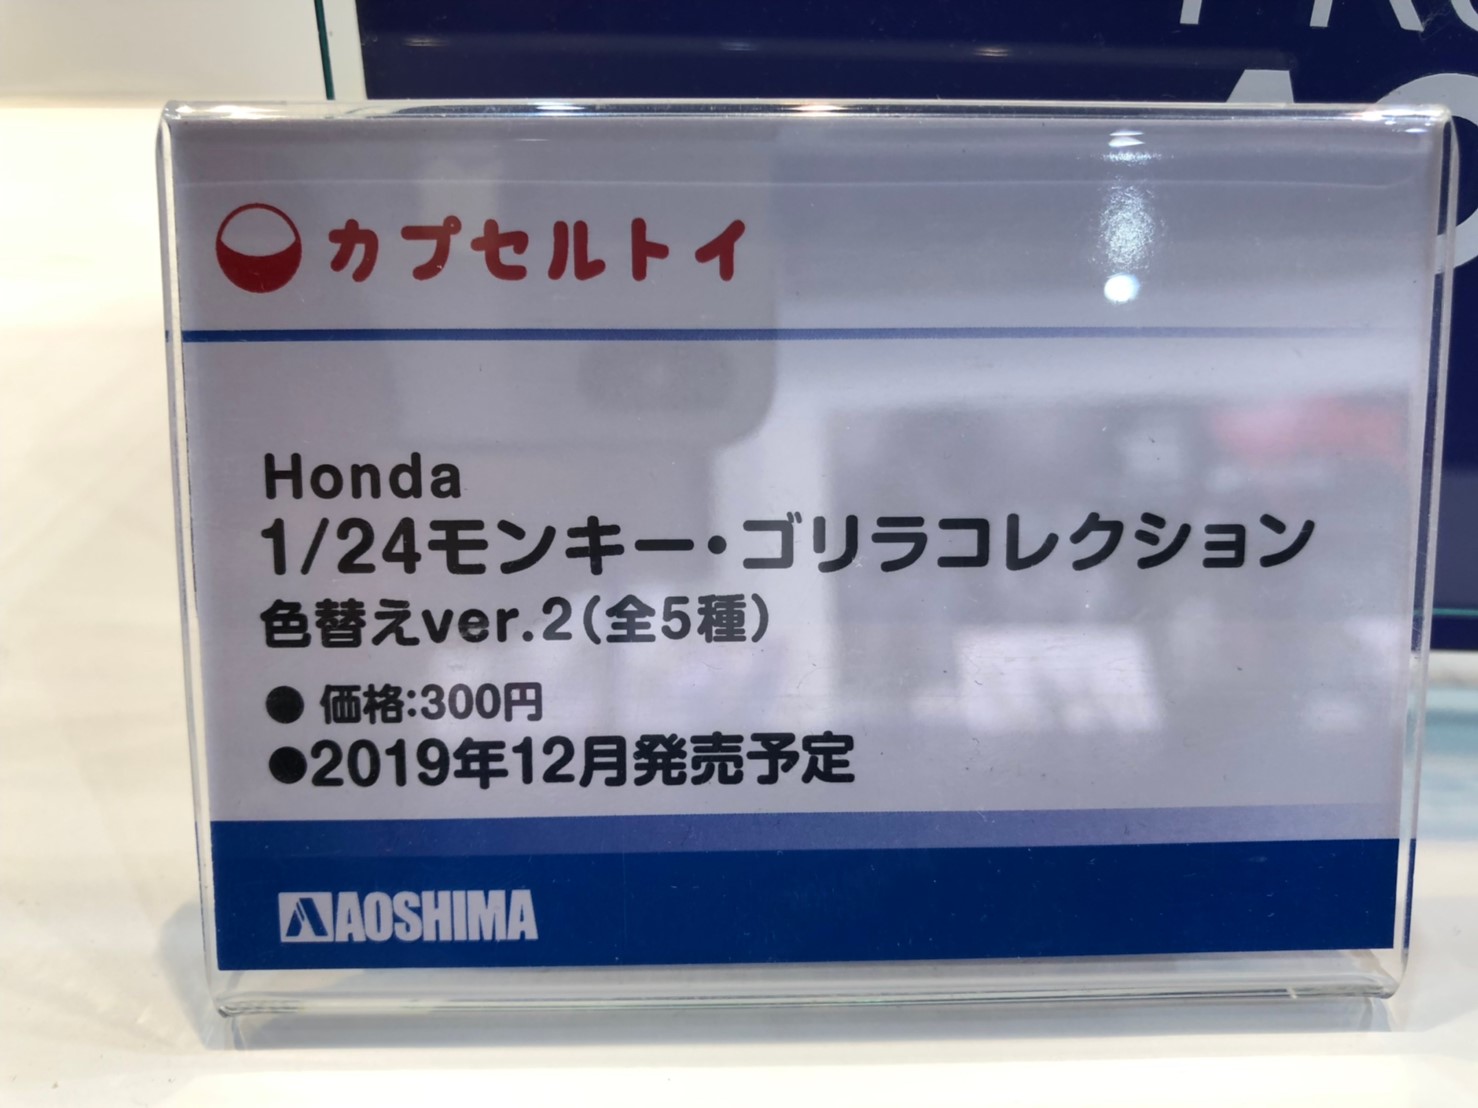 カプセルトイ
Honda
1/24モンキー・ゴリラコレクション
色替えver.2(全5種)
● 価格:300円
●2019年12月発売予定
AOSHIMA